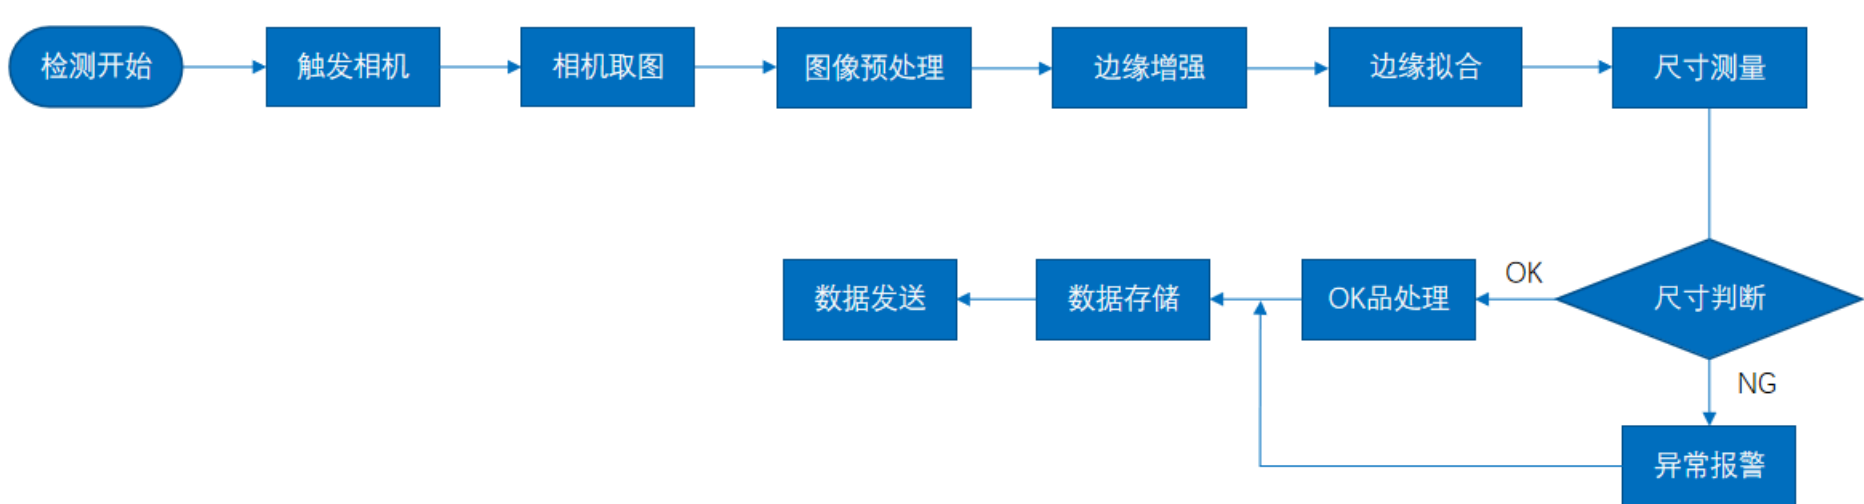 检测开始
触发相机
相机取图
图像预处理
边缘增强
边缘拟合
尺寸测量
尺寸判断
OK
OK品处理
数据存储
数据发送
NG
异常报警